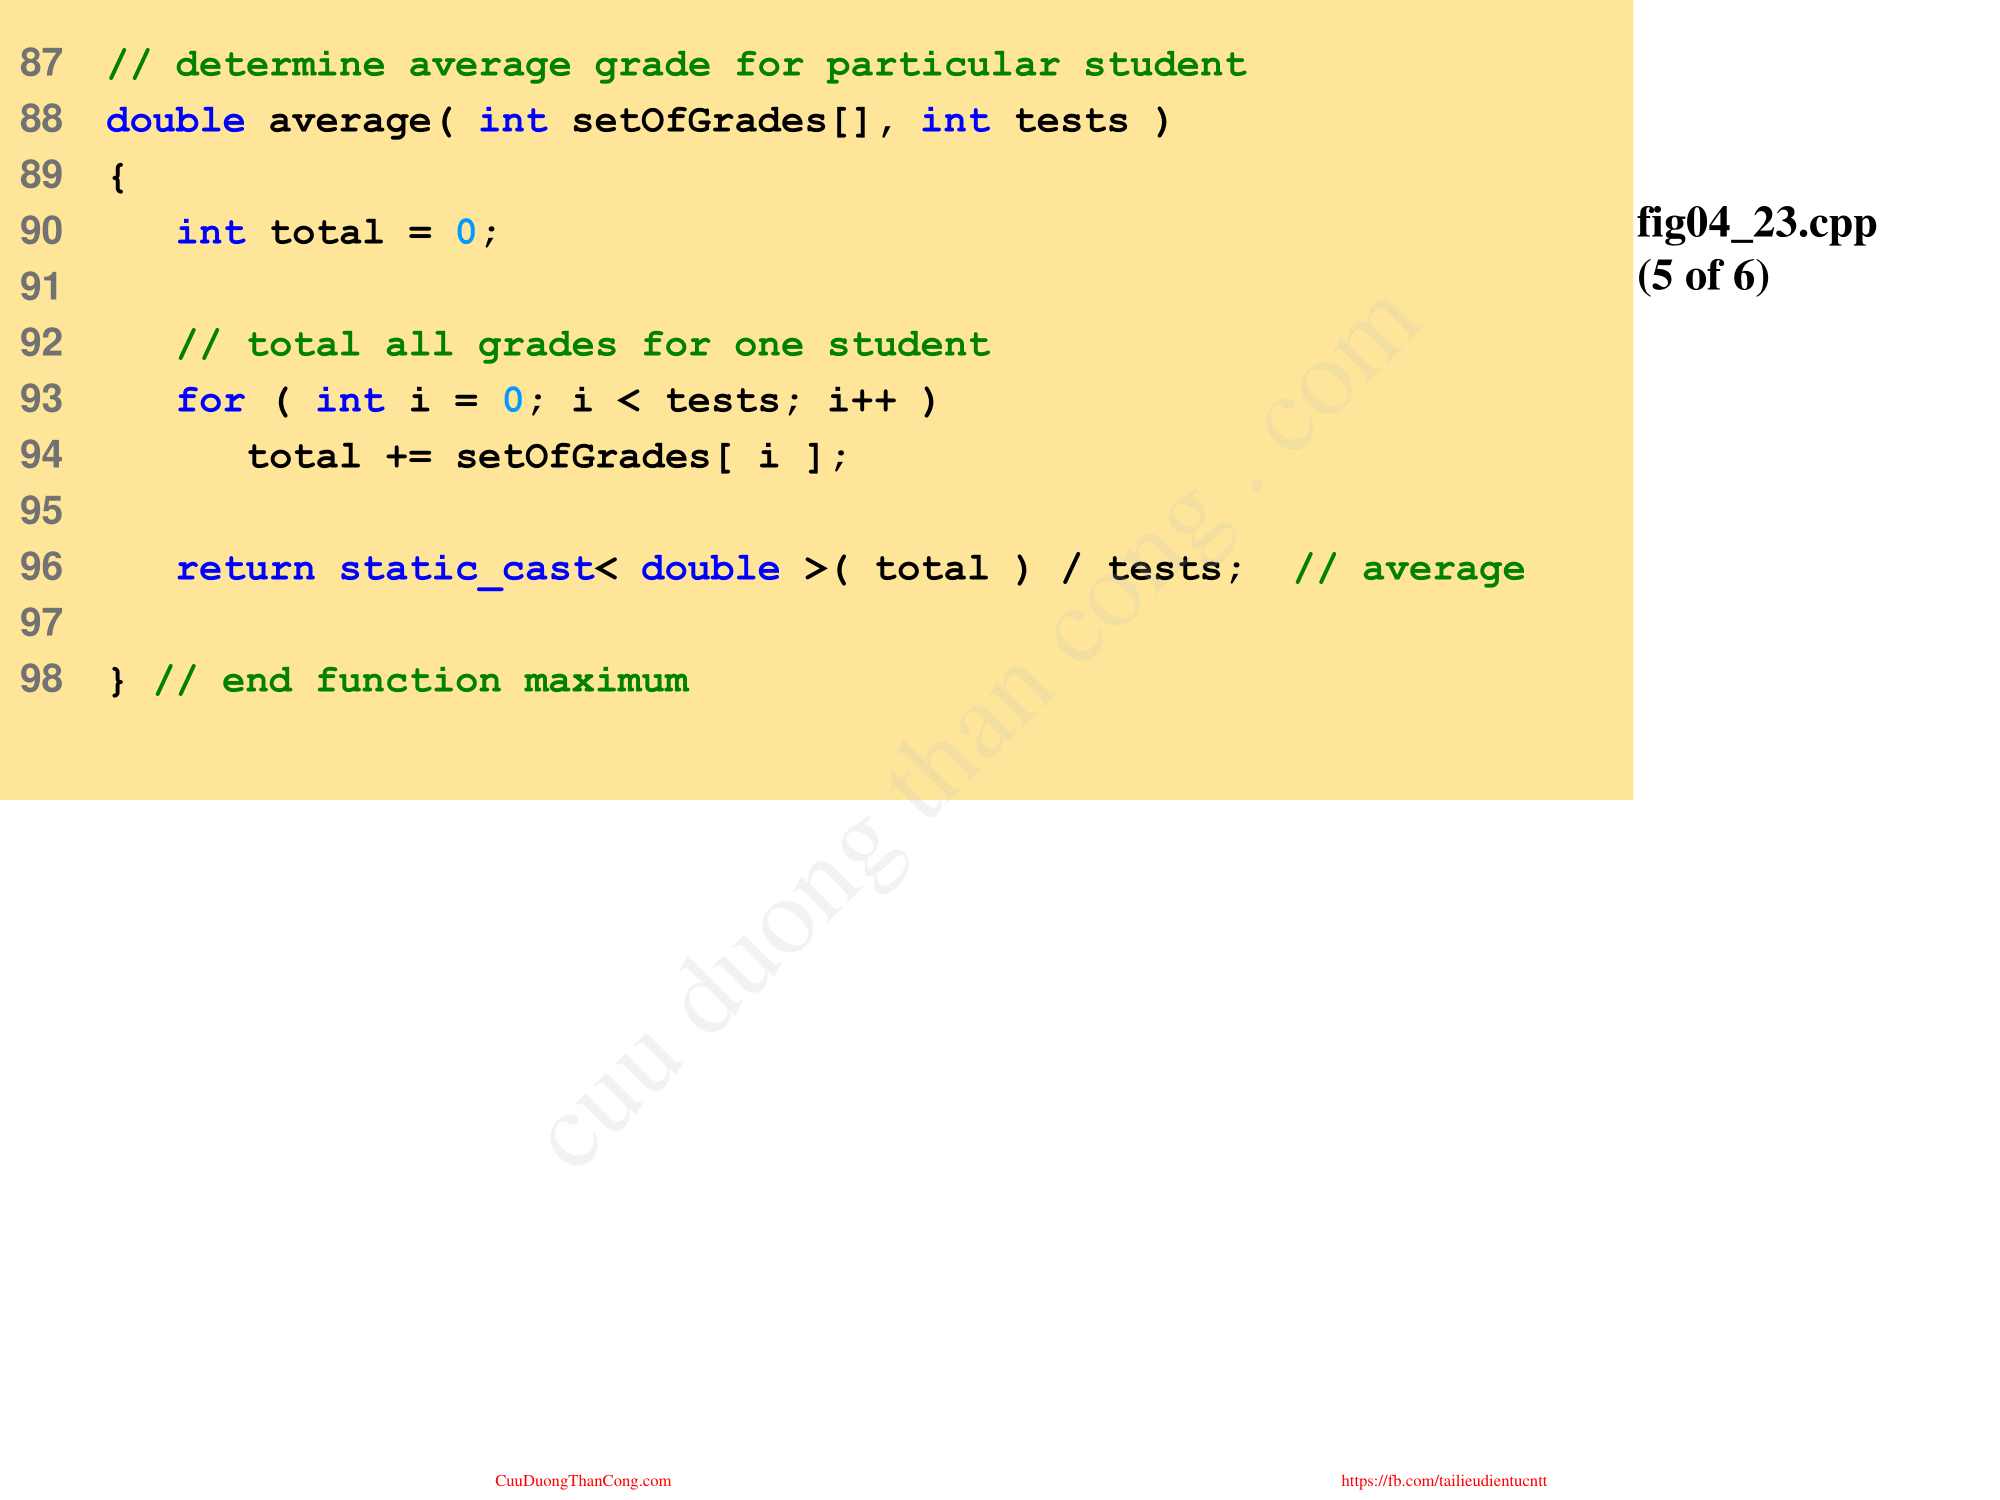 87 // determine average grade for particular student
88 double average( int setOfGrades[], int tests )
89 {
90 int total = 0;
91
92 // total all grades for one student
93 for ( int i = 0; i < tests; i++ )
94 total += setOfGrades[ i ];
95
96 return static_cast< double >( total ) / tests; // average
97
98 } // end function maximum
fig04_23.cpp
(5 of 6)
cuu duong than cong . com
CuuDuongThanCong.com
https://fb.com/tailieudientucntt